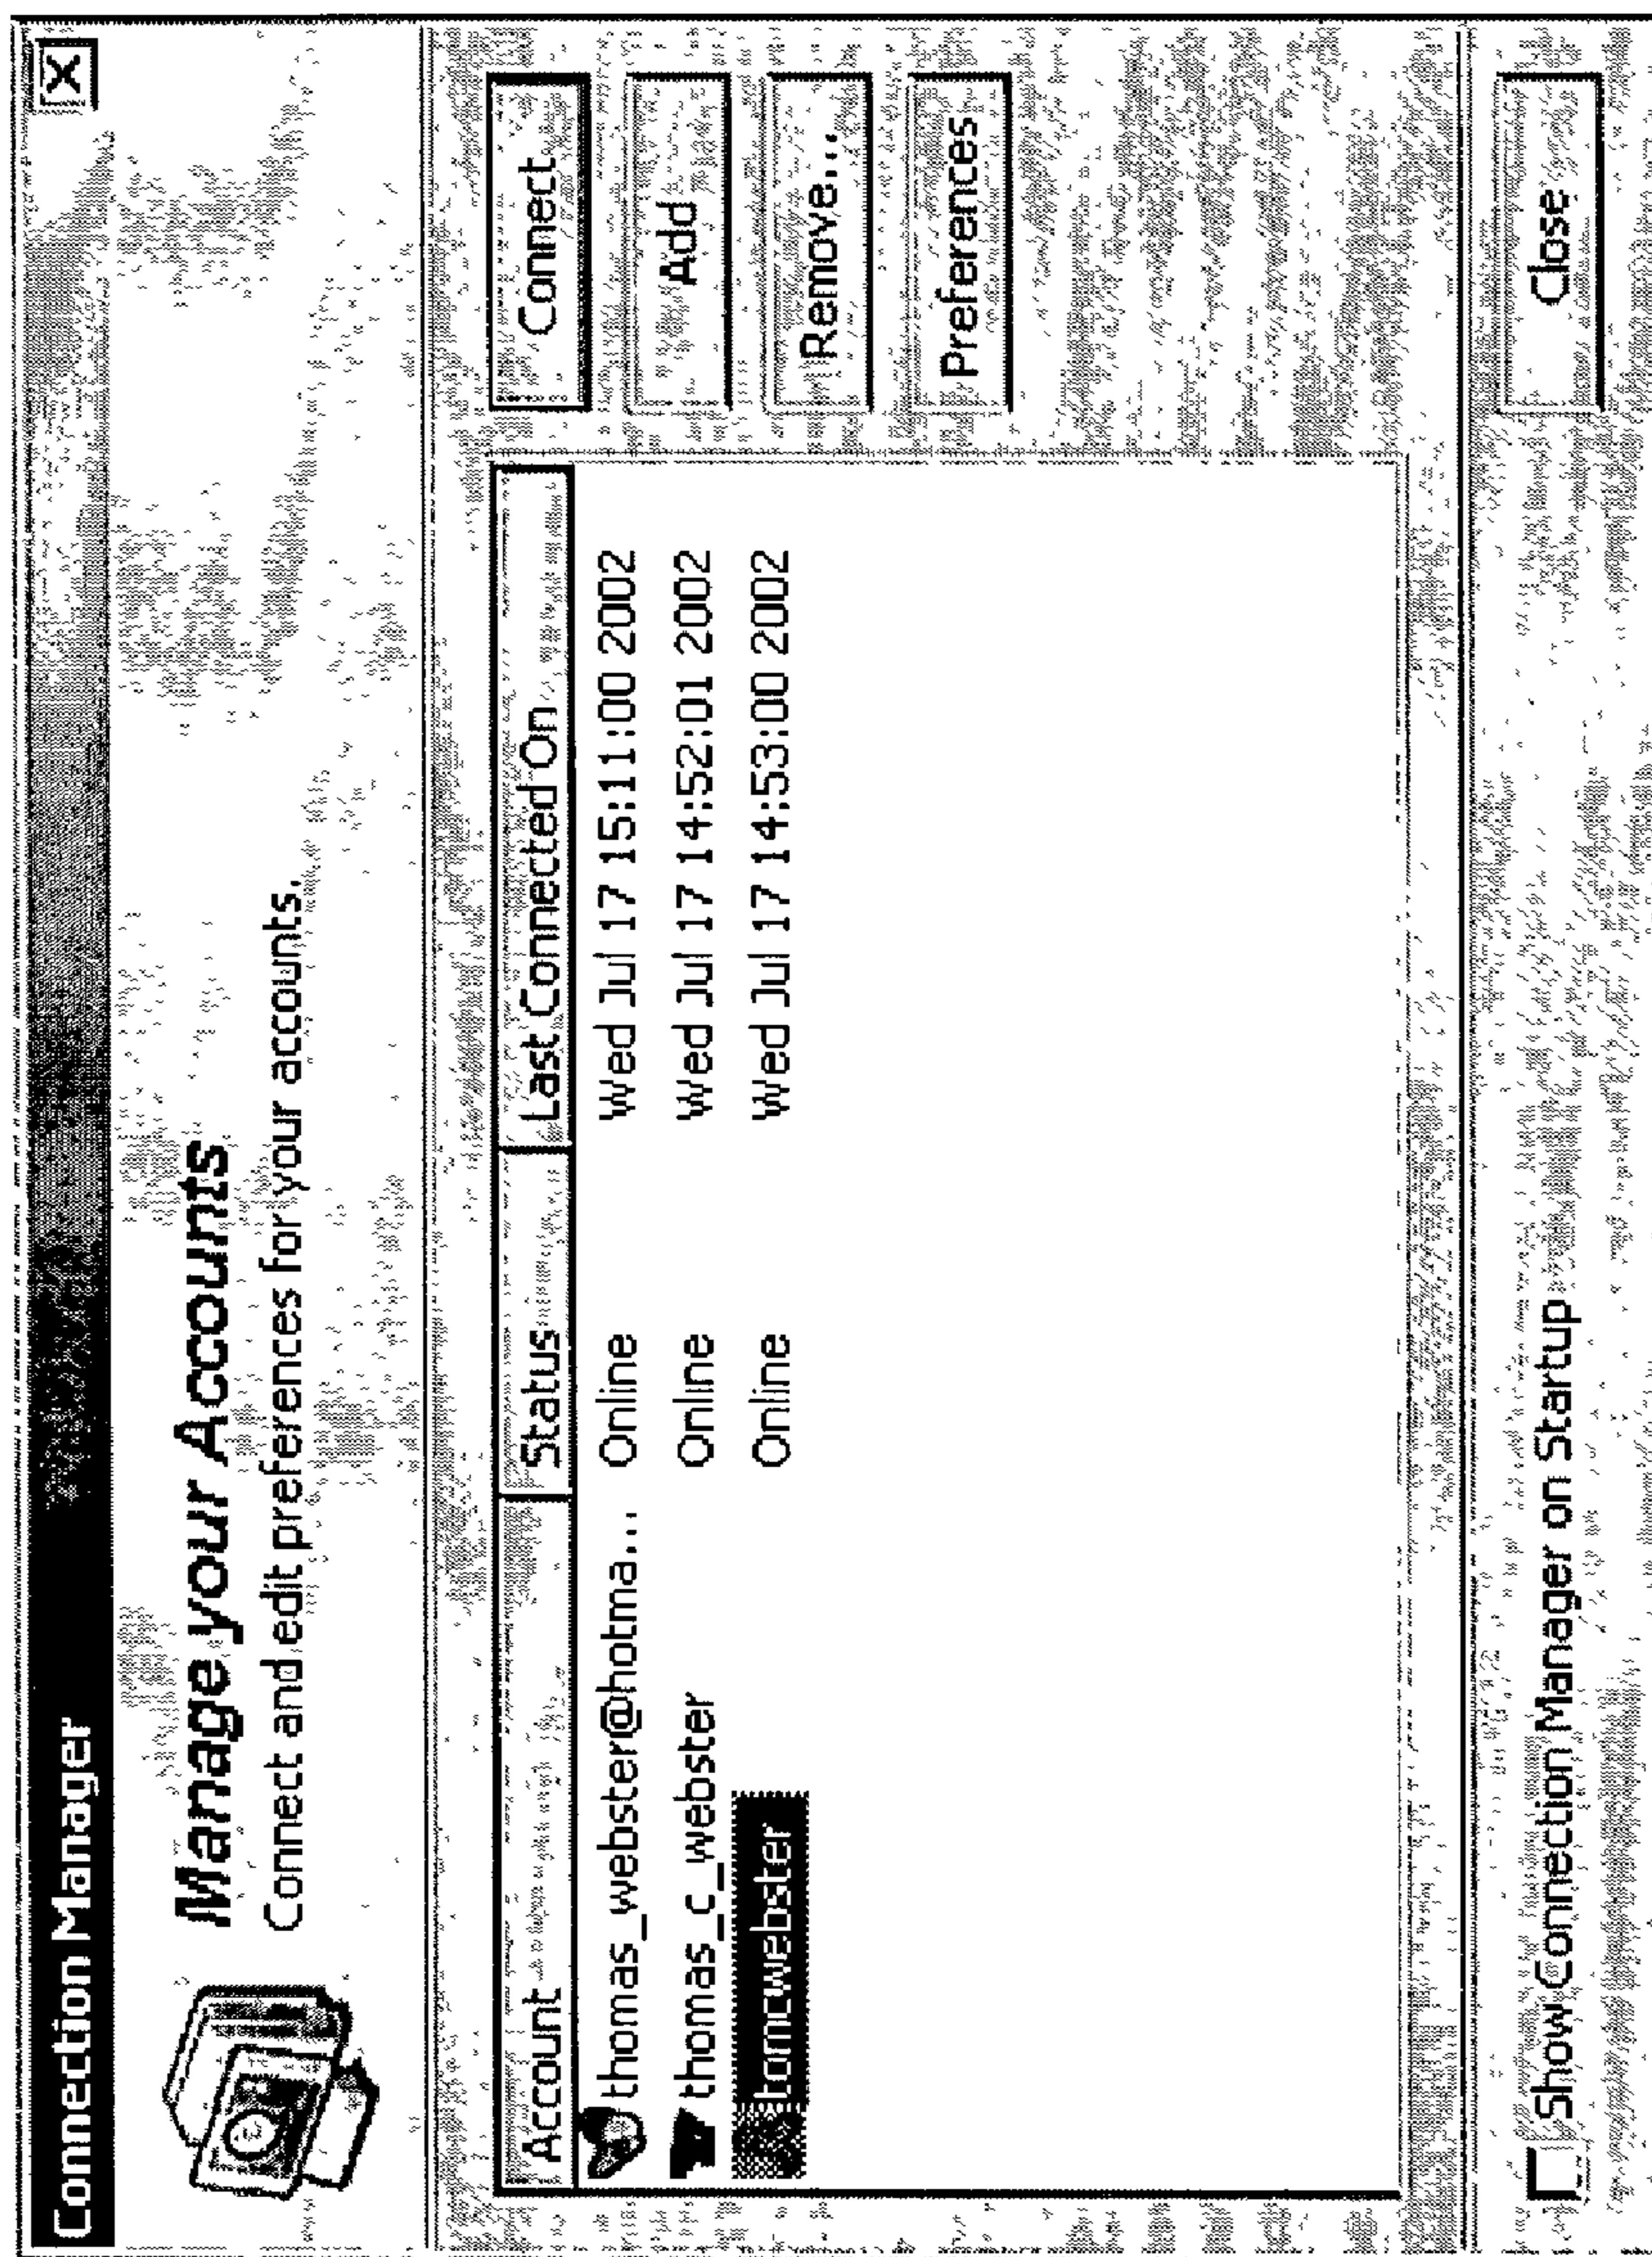 Connection Manager
Manage your Accounts
Connect and edit preferences for your accounts.
Account Status Last Connected On
thomas_webster@hotma... Online Wed Jul 17 15:11:00 2002
thomas_c_webster Online Wed Jul 17 14:52:01 2002
tomcwebster Online Wed Jul 17 14:53:00 2002
Connect
Add
Remove...
Preferences
Show Connection Manager on Startup
Close